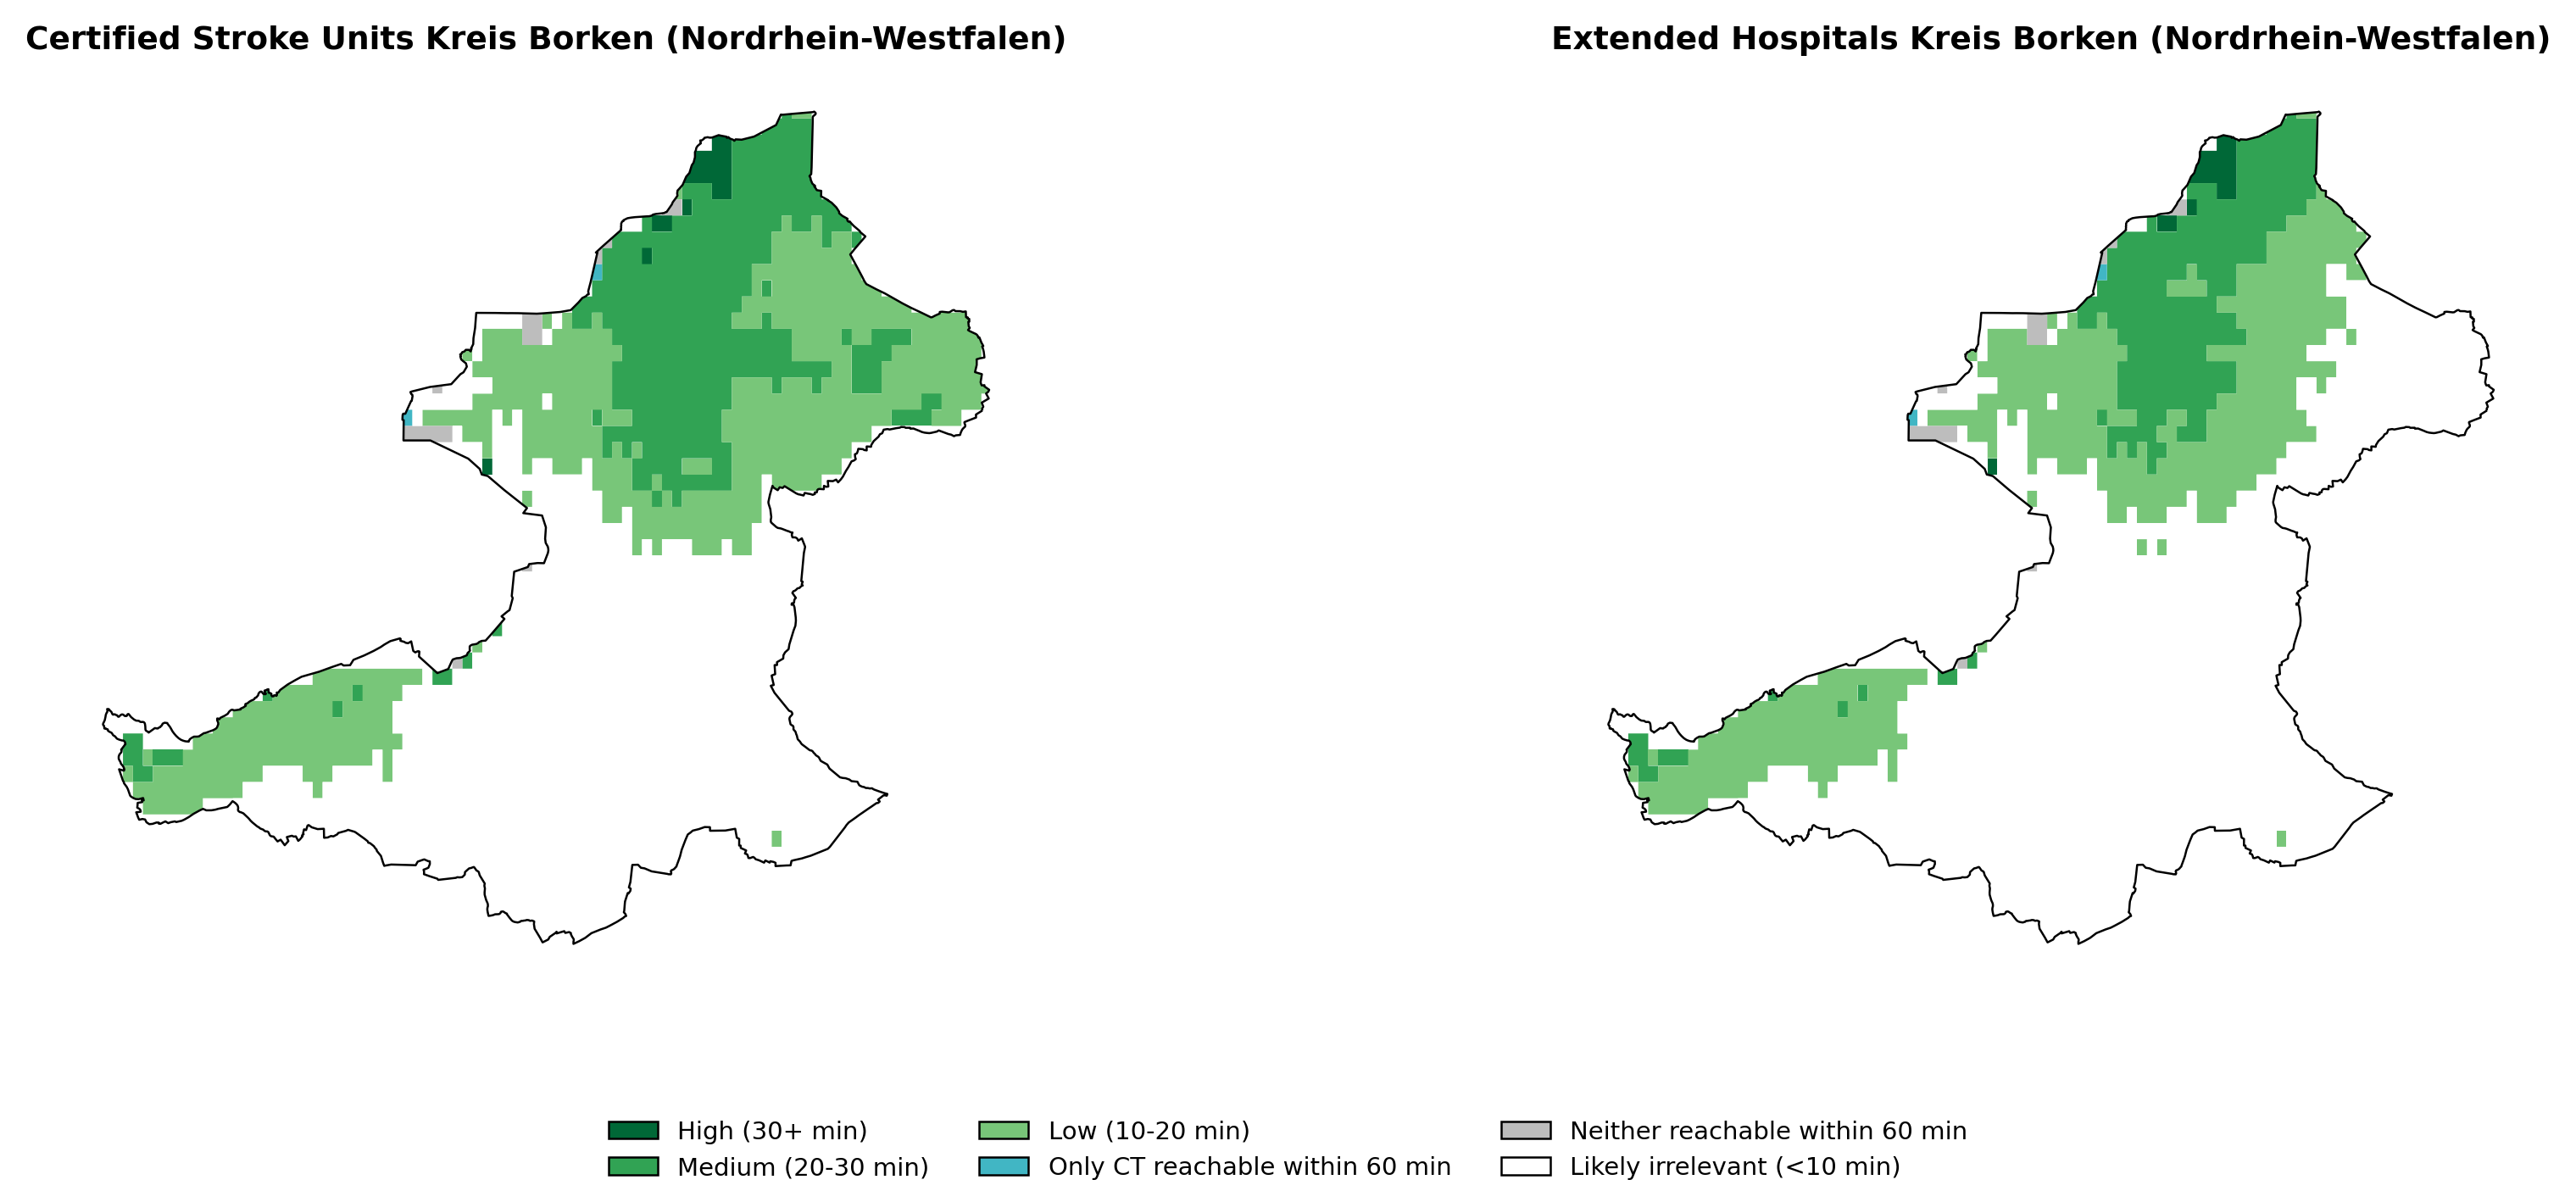 Certified Stroke Units Kreis Borken (Nordrhein-Westfalen)
Extended Hospitals Kreis Borken (Nordrhein-Westfalen)
High (30+ min)
Medium (20-30 min)
Low (10-20 min)
Only CT reachable within 60 min
Neither reachable within 60 min
Likely irrelevant (<10 min)